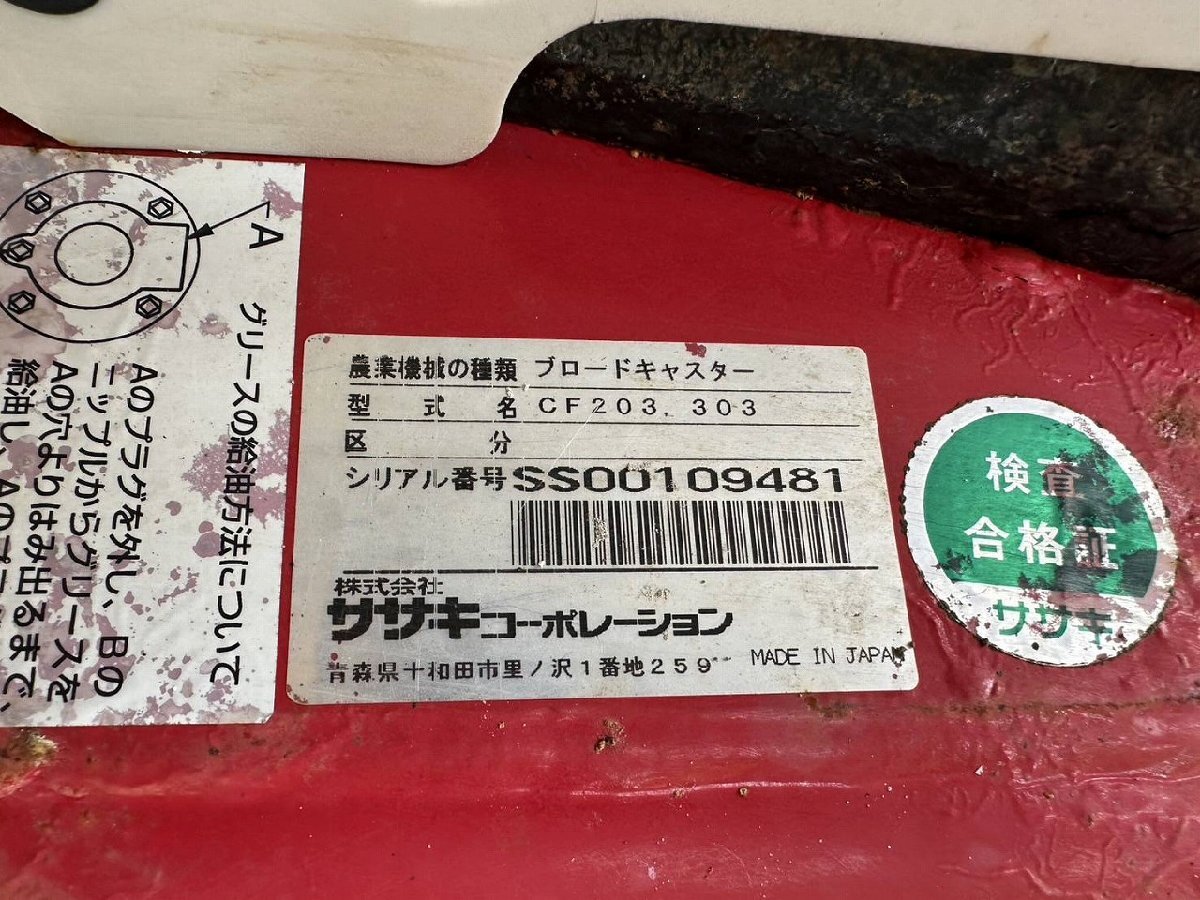 A
グリースの給油方法について
Aのプラグを外し、Bの
ニップルからグリースを
Aの穴よりはみ出るまで、
給油し、Aのプ
農業機械の種類 ブロードキャスター
型式名 CF203, 303
区分
シリアル番号 SS00109481
株式会社
ササキコーポレーション
青森県十和田市里ノ沢1番地259
MADE IN JAPAN
検査
合格証
ササキ